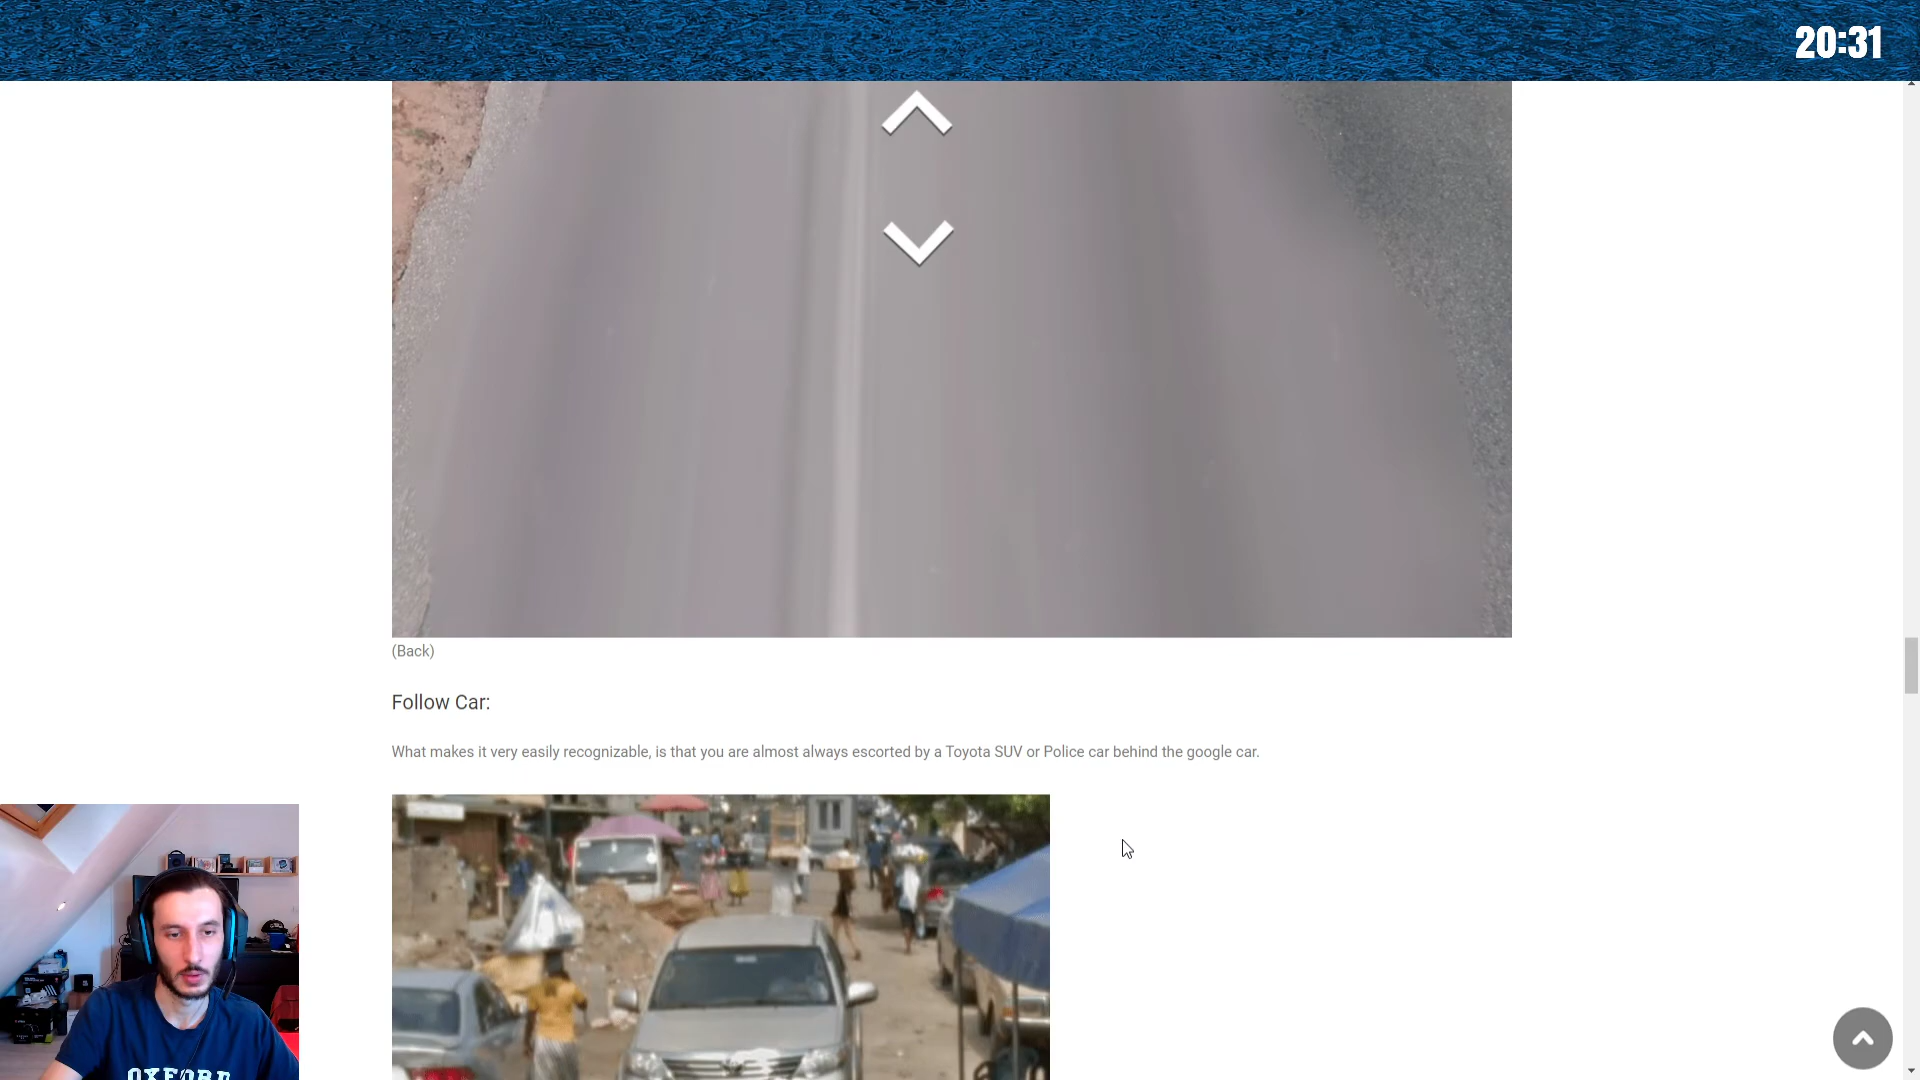 20:31
(Back)
Follow Car:
What makes it very easily recognizable, is that you are almost always escorted by a Toyota SUV or Police car behind the google car.
OXFORD